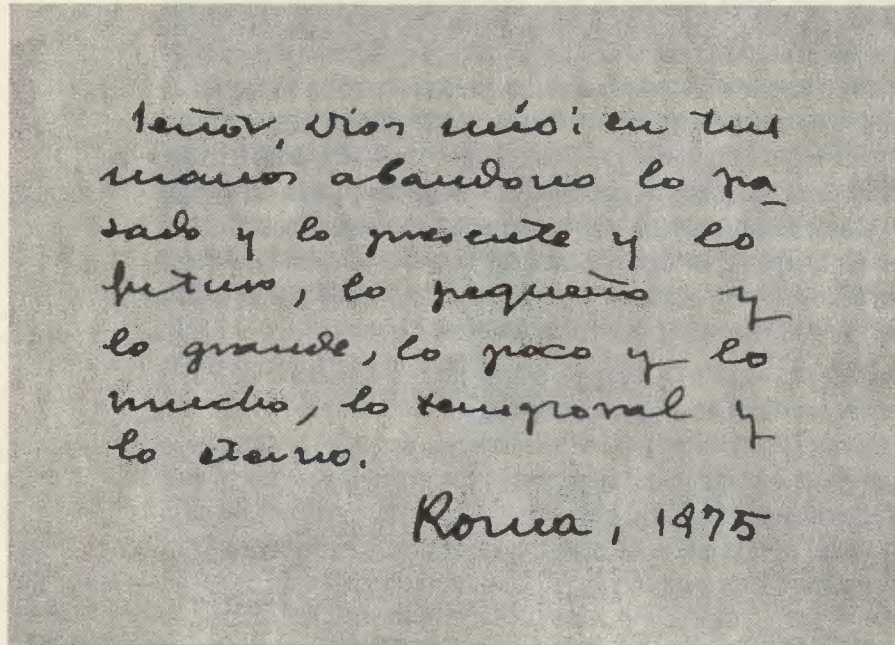 Señor, Dios mío: en tus
manos abandono lo pa-
sado y lo presente y lo
futuro, lo pequeño y
lo grande, lo poco y lo
mucho, lo temporal y
lo eterno.
Roma, 1975